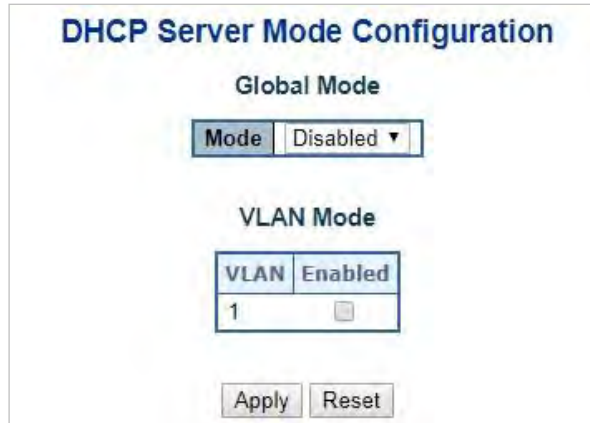 DHCP Server Mode Configuration
Global Mode
Mode Disabled
VLAN Mode
VLAN Enabled
1
Apply Reset